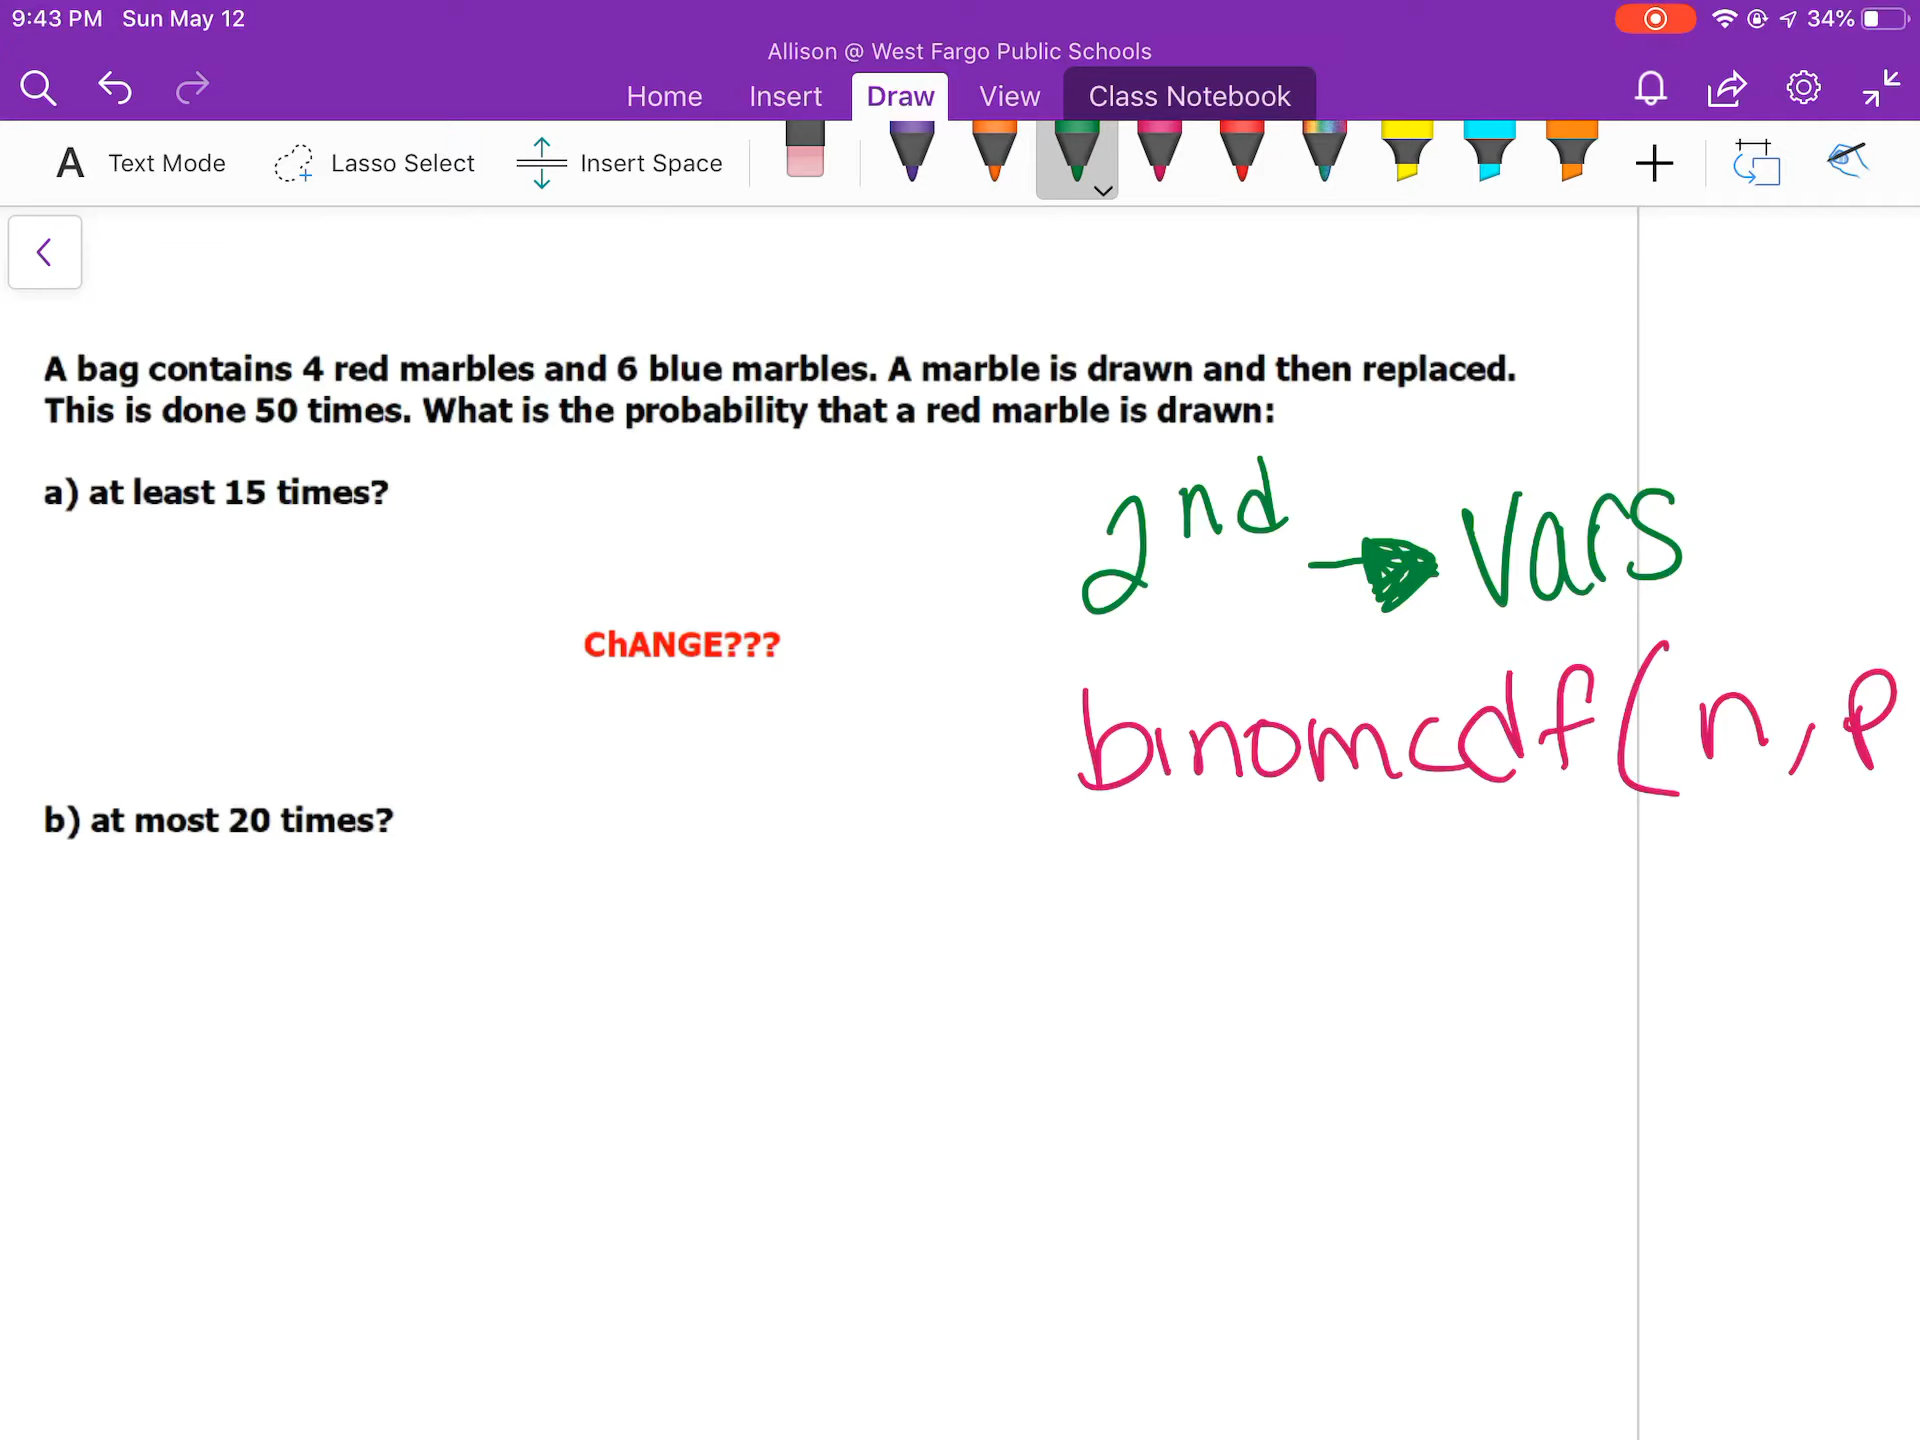 9:43 PM Sun May 12 34%
Allison @ West Fargo Public Schools
Home Insert Draw View Class Notebook
A Text Mode Lasso Select Insert Space
A bag contains 4 red marbles and 6 blue marbles. A marble is drawn and then replaced.
This is done 50 times. What is the probability that a red marble is drawn:
a) at least 15 times?
2nd → vars
ChANGE???
binomcdf(n, p
b) at most 20 times?